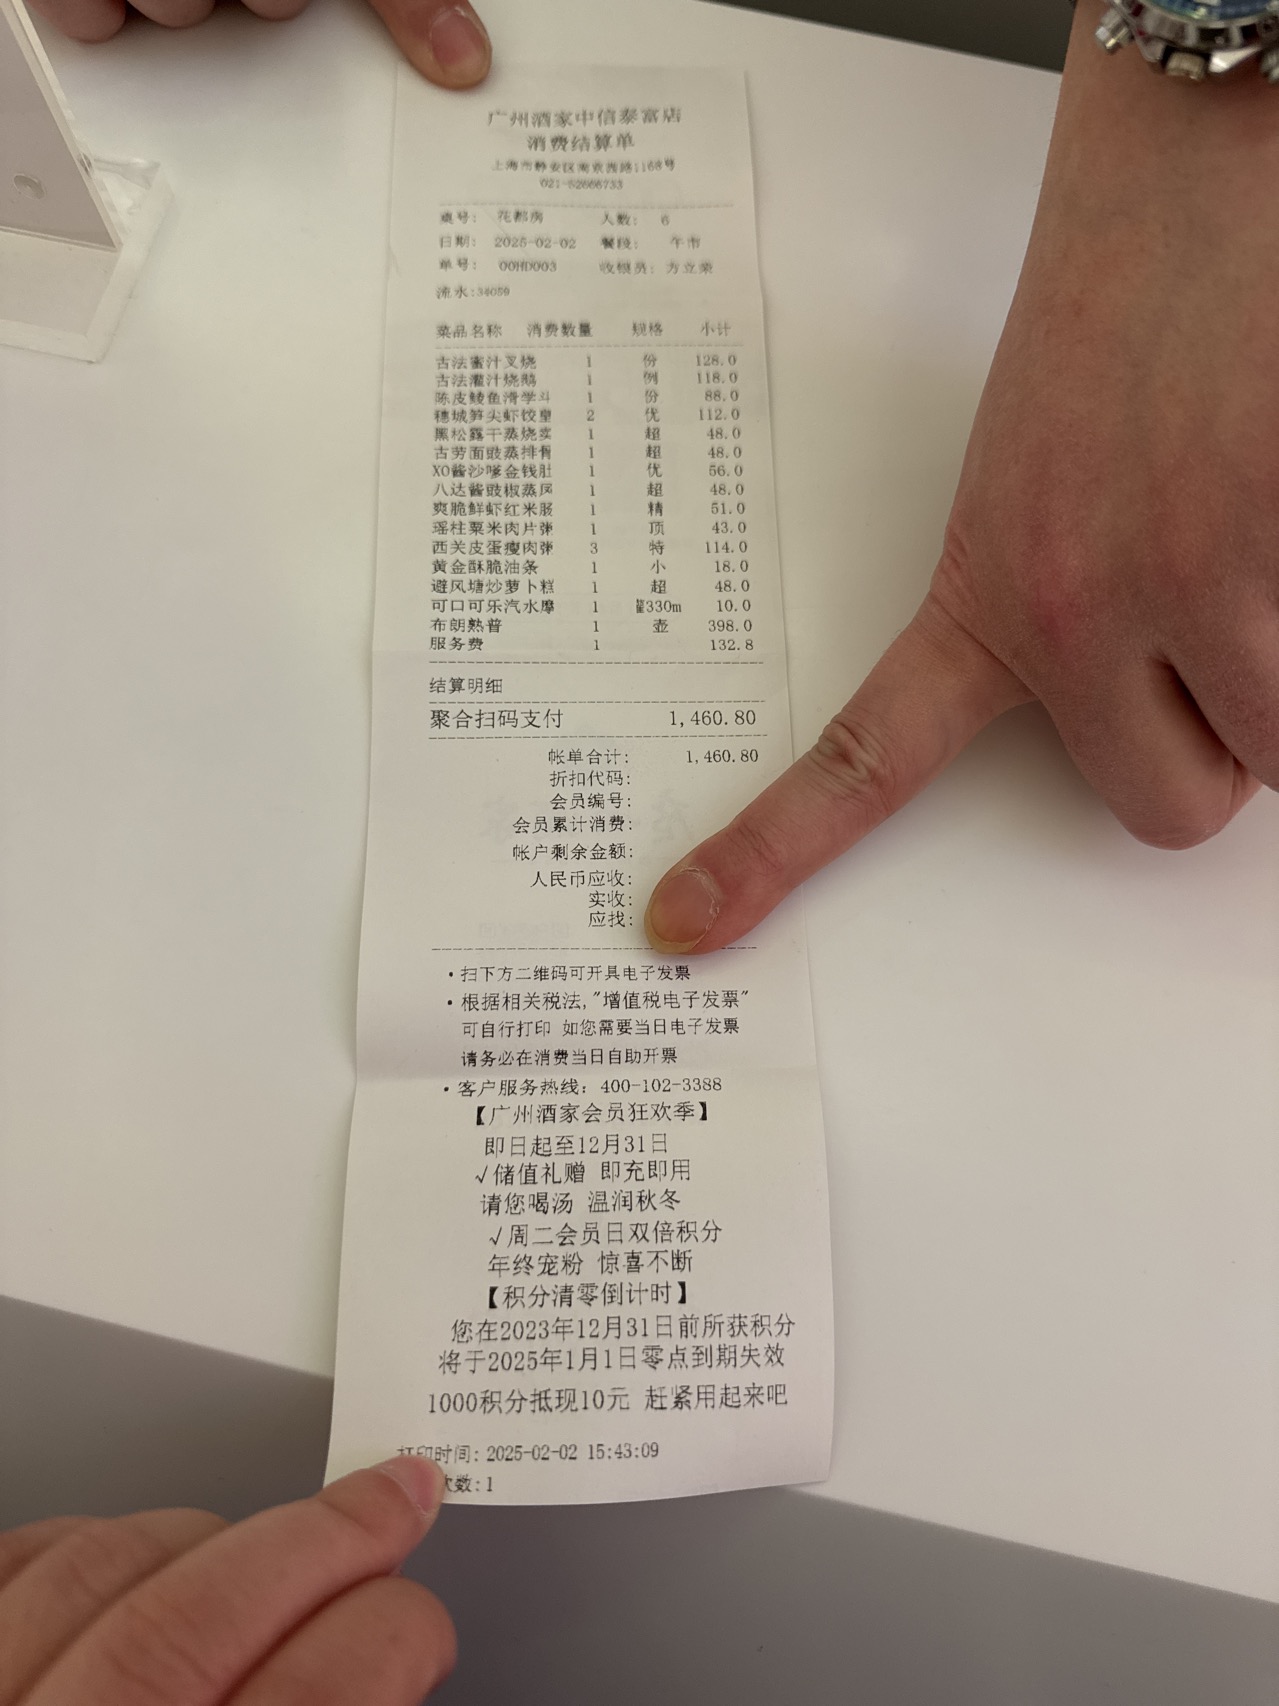 广州酒家中信泰富店
消费结算单
上海市静安区南京西路1168号
021-52666733
桌号: 花都房 人数: 6
日期: 2025-02-02 餐段: 午市
单号: 00HD003 收银员: 方立荣
流水:34059
菜品名称 消费数量 规格 小计
古法蜜汁叉烧 1 份 128.0
古法灌汁烧鹅 1 例 118.0
陈皮鲮鱼滑学斗 1 份 88.0
穗城笋尖虾饺皇 2 优 112.0
黑松露干蒸烧卖 1 超 48.0
古劳面豉蒸排骨 1 超 48.0
XO酱沙嗲金钱肚 1 优 56.0
八达酱豉椒蒸凤 1 超 48.0
爽脆鲜虾红米肠 1 精 51.0
瑶柱粟米肉片粥 1 顶 43.0
西关皮蛋瘦肉粥 3 特 114.0
黄金酥脆油条 1 小 18.0
避风塘炒萝卜糕 1 超 48.0
可口可乐汽水摩 1 330m 10.0
布朗熟普 1 壶 398.0
服务费 1 132.8
结算明细
聚合扫码支付 1,460.80
帐单合计: 1,460.80
折扣代码:
会员编号:
会员累计消费:
帐户剩余金额:
人民币应收:
实收:
应找:
·扫下方二维码可开具电子发票
·根据相关税法,"增值税电子发票"
可自行打印 如您需要当日电子发票
请务必在消费当日自助开票
·客户服务热线: 400-102-3388
【广州酒家会员狂欢季】
即日起至12月31日
√储值礼赠 即充即用
请您喝汤 温润秋冬
√周二会员日双倍积分
年终宠粉 惊喜不断
【积分清零倒计时】
您在2023年12月31日前所获积分
将于2025年1月1日零点到期失效
1000积分抵现10元 赶紧用起来吧
打印时间: 2025-02-02 15:43:09
次数:1